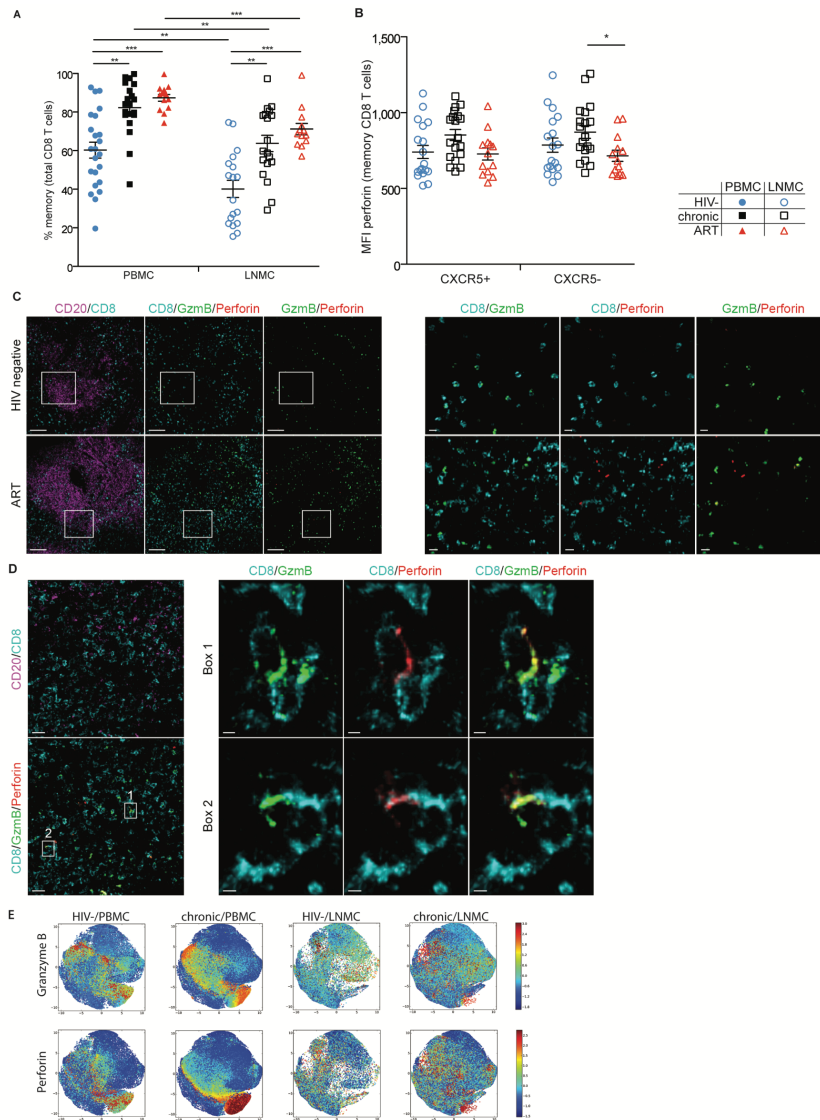 A
B
***
**
**
***
**
***
**
*
100
80
60
40
20
0
% memory (total CD8 T cells)
PBMC
LNMC
1,500
1,000
500
0
MFI perforin (memory CD8 T cells)
CXCR5+
CXCR5-
PBMC LNMC
HIV-
chronic
ART
C
CD20/CD8
CD8/GzmB/Perforin
GzmB/Perforin
CD8/GzmB
CD8/Perforin
GzmB/Perforin
HIV negative
ART
D
CD8/GzmB
CD8/Perforin
CD8/GzmB/Perforin
CD20/CD8
Box 1
CD8/GzmB/Perforin
1
2
Box 2
E
HIV-/PBMC
chronic/PBMC
HIV-/LNMC
chronic/LNMC
Granzyme B
Perforin